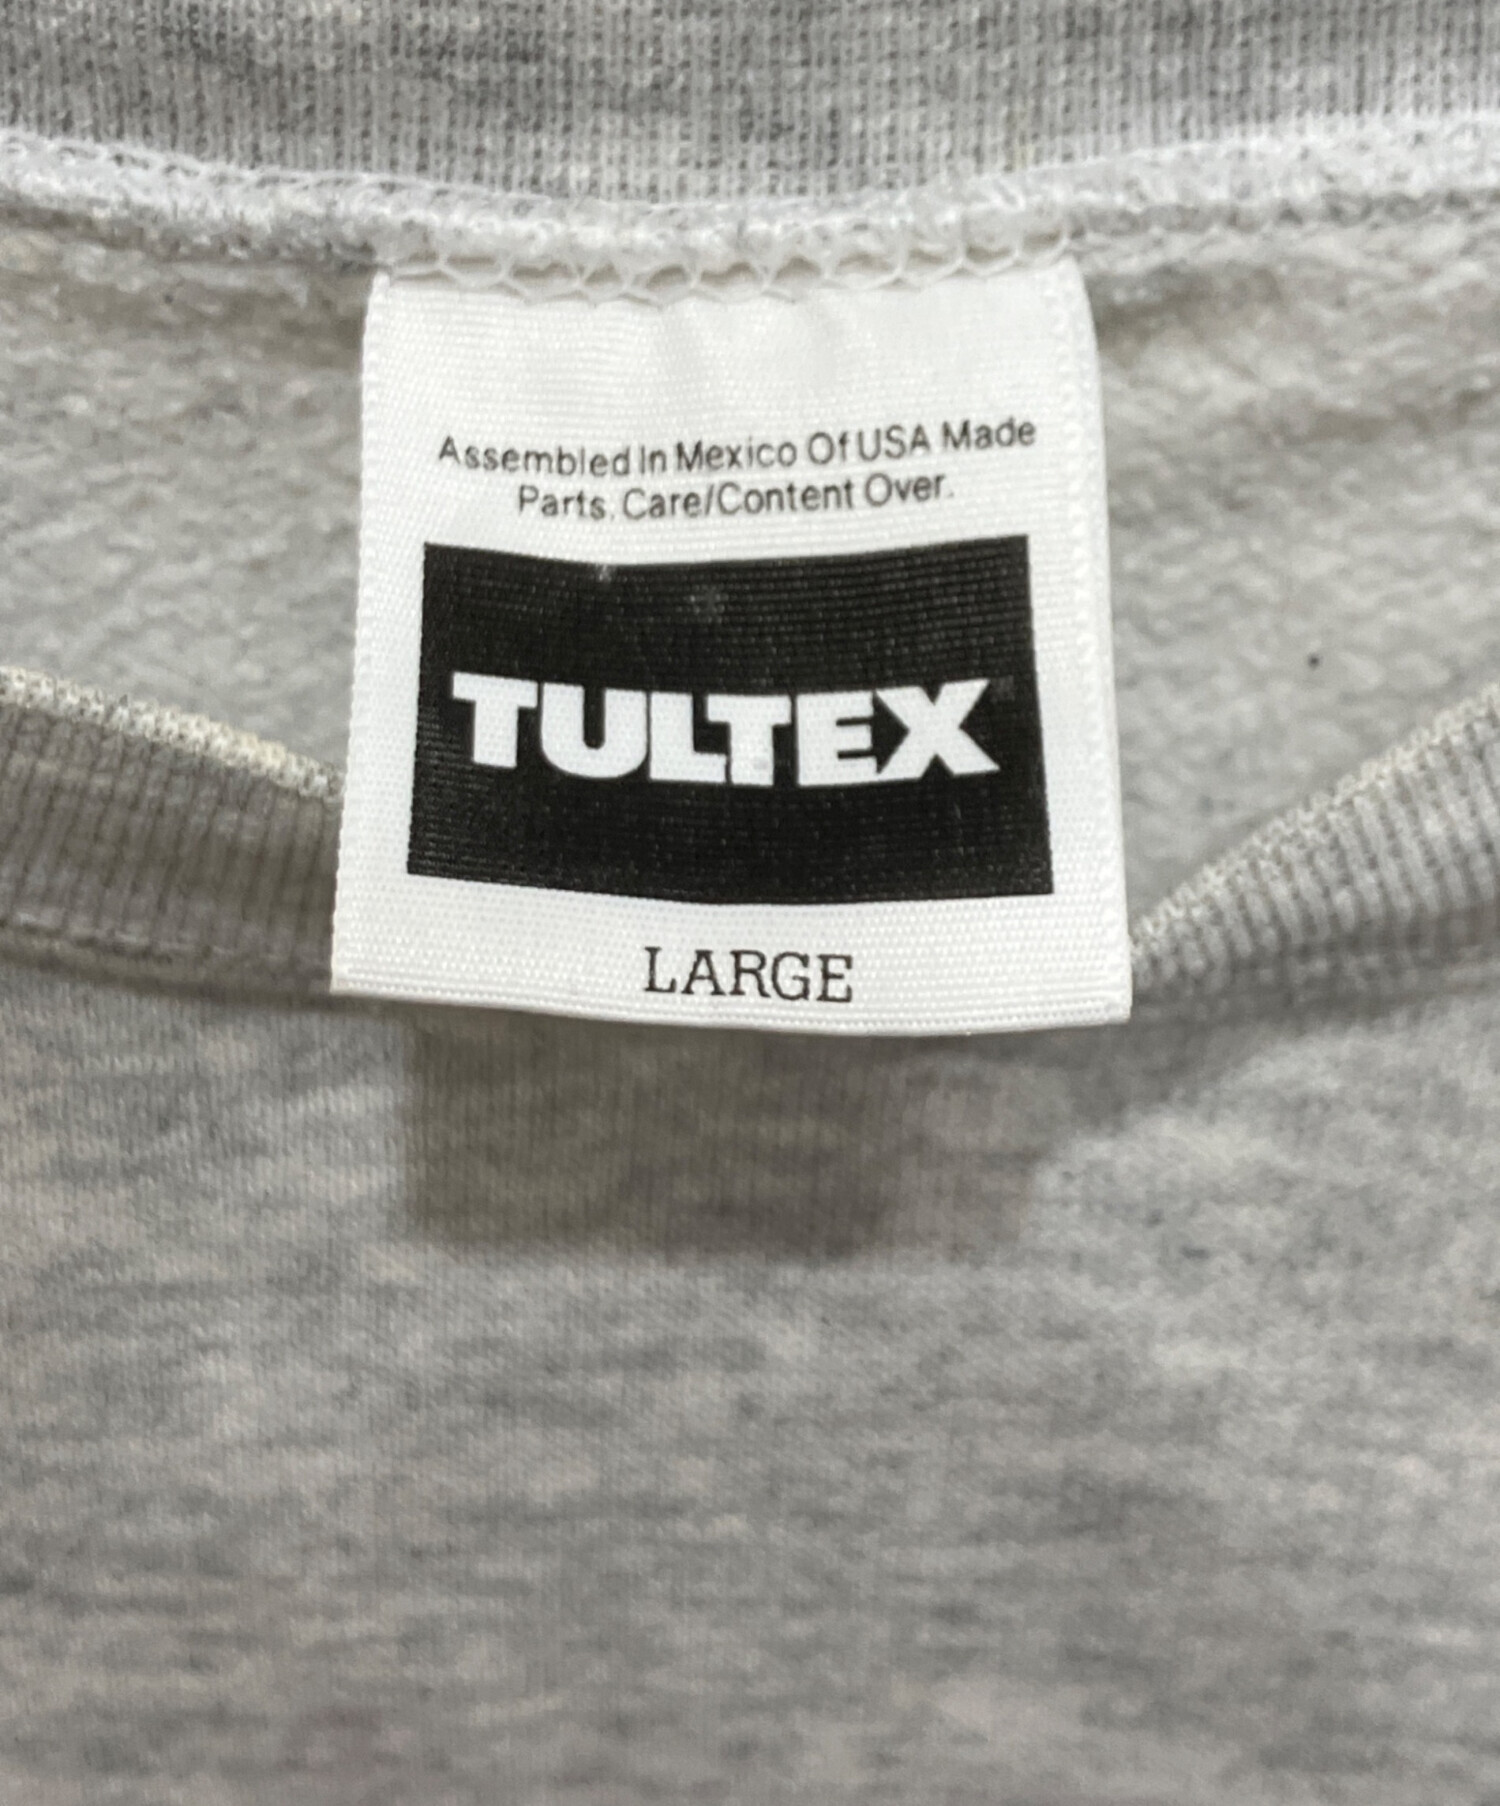 Assembled In Mexico Of USA Made
Parts. Care/Content Over.
TULTEX
LARGE